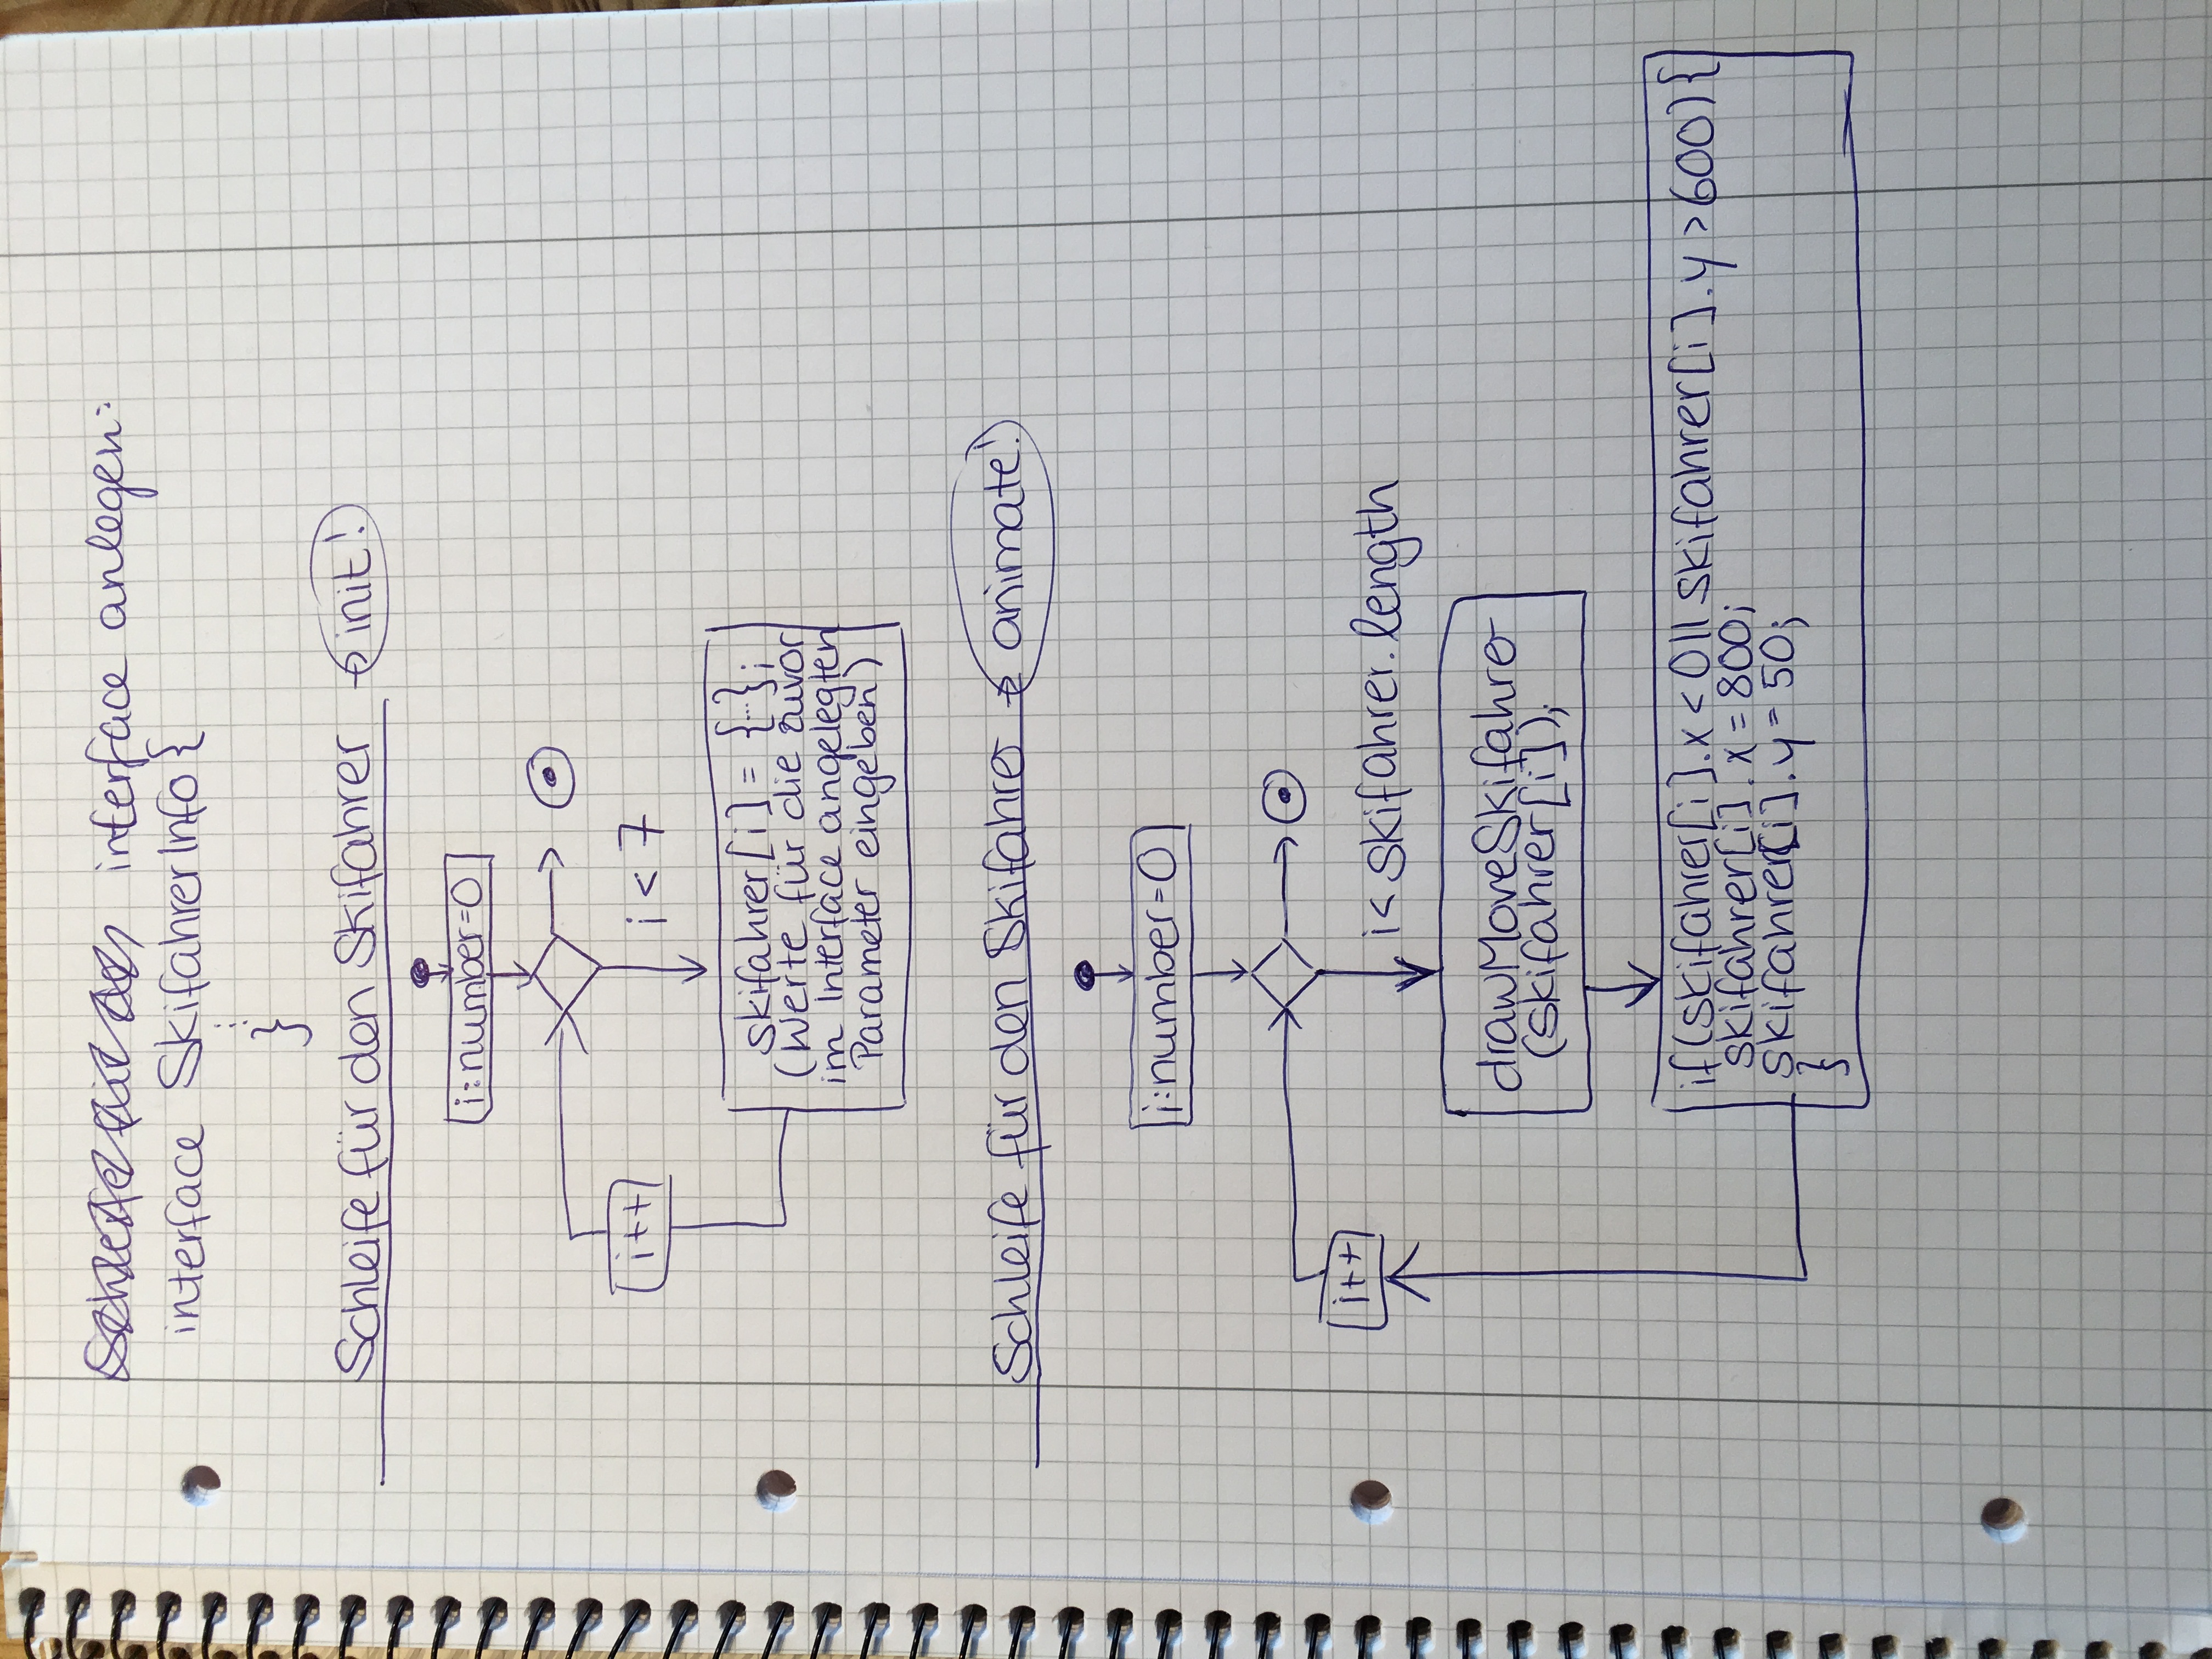 Schleife für den interface anlegen:
interface SkifahrerInfo {
⋮
}
Schleife für den Skifahrer → init!
i:number=0
i++
i < 7
skifahrer[i] = {...};
(Werte für die zuvor
im Interface angelegten
Parameter eingeben)
Schleife für den Skifahrer → animate!
i:number=0
i++
i< skifahrer.length
drawMoveSkifahrer
(skifahrer[i]);
if(skifahrer[i].x < 0 || skifahrer[i].y > 600) {
skifahrer[i].x = 800;
skifahrer[i].y = 50;
}